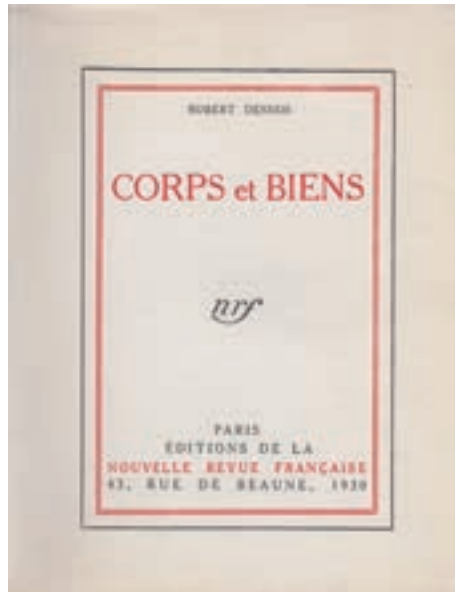 ROBERT DESNOS
CORPS et BIENS
nrf
PARIS
ÉDITIONS DE LA
NOUVELLE REVUE FRANÇAISE
43, RUE DE BEAUNE, 1930